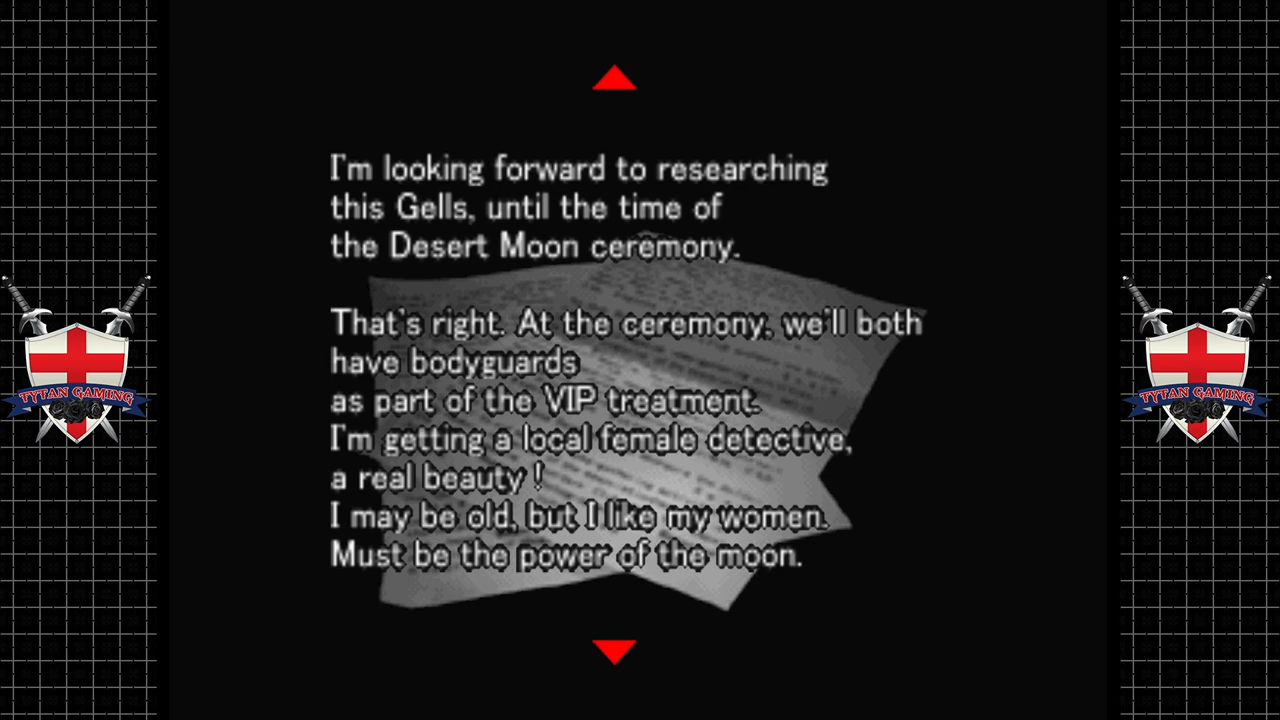 I'm looking forward to researching
this Gells, until the time of
the Desert Moon ceremony.
That's right. At the ceremony, we'll both
have bodyguards
as part of the VIP treatment.
I'm getting a local female detective,
a real beauty !
I may be old, but I like my women.
Must be the power of the moon.
TYTAN GAMING
TYTAN GAMING